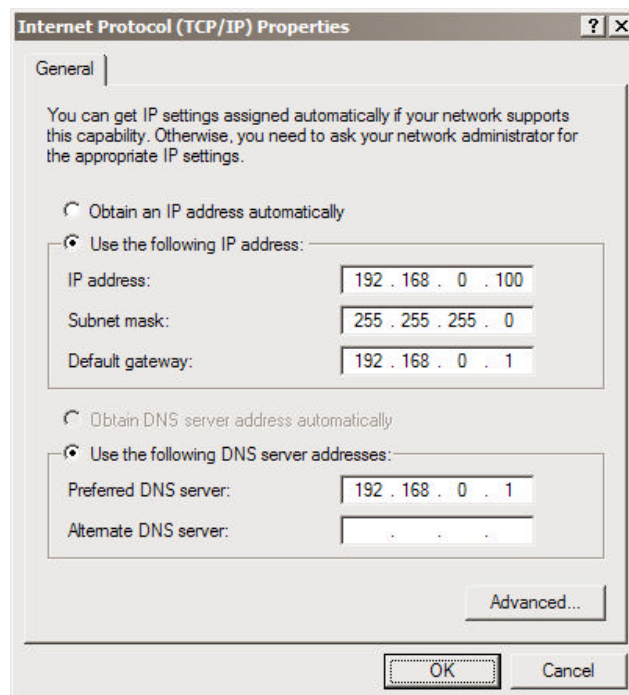 Internet Protocol (TCP/IP) Properties
General
You can get IP settings assigned automatically if your network supports
this capability. Otherwise, you need to ask your network administrator for
the appropriate IP settings.
Obtain an IP address automatically
Use the following IP address:
IP address: 192 . 168 . 0 . 100
Subnet mask: 255 . 255 . 255 . 0
Default gateway: 192 . 168 . 0 . 1
Obtain DNS server address automatically
Use the following DNS server addresses:
Preferred DNS server: 192 . 168 . 0 . 1
Alternate DNS server: . . .
Advanced...
OK Cancel